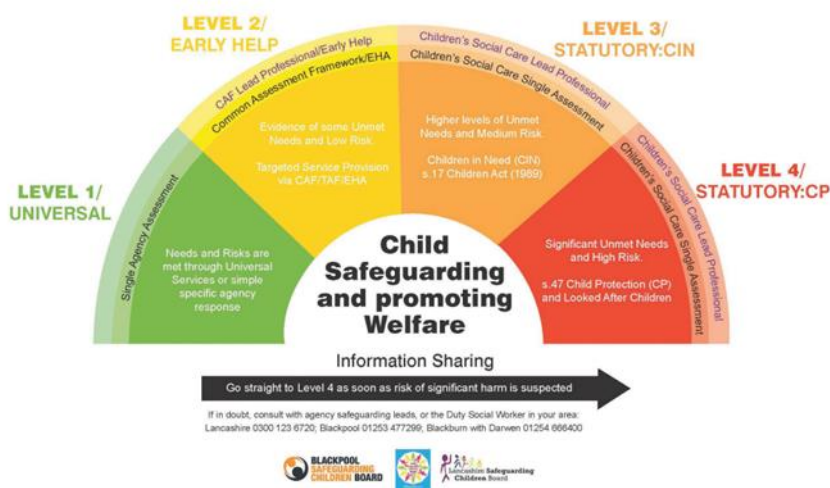 LEVEL 1/
UNIVERSAL
Single Agency Assessment
Needs and Risks are
met through Universal
Services or simple
specific agency
response
LEVEL 2/
EARLY HELP
CAF Lead Professional/Early Help
Common Assessment Framework/EHA
Evidence of some Unmet
Needs and Low Risk.
Targeted Service Provision
via CAF/TAF/EHA
LEVEL 3/
STATUTORY:CIN
Children's Social Care Lead Professional
Children's Social Care Single Assessment
Higher levels of Unmet
Needs and Medium Risk.
Children in Need (CIN)
s.17 Children Act (1989)
LEVEL 4/
STATUTORY:CP
Children's Social Care Lead Professional
Children's Social Care Single Assessment
Significant Unmet Needs
and High Risk.
s.47 Child Protection (CP)
and Looked After Children
Child
Safeguarding
and promoting
Welfare
Information Sharing
Go straight to Level 4 as soon as risk of significant harm is suspected
If in doubt, consult with agency safeguarding leads, or the Duty Social Worker in your area:
Lancashire 0300 123 6720; Blackpool 01253 477299; Blackburn with Darwen 01254 666400
BLACKPOOL
SAFEGUARDING
CHILDREN BOARD
Lancashire Safeguarding
Children Board